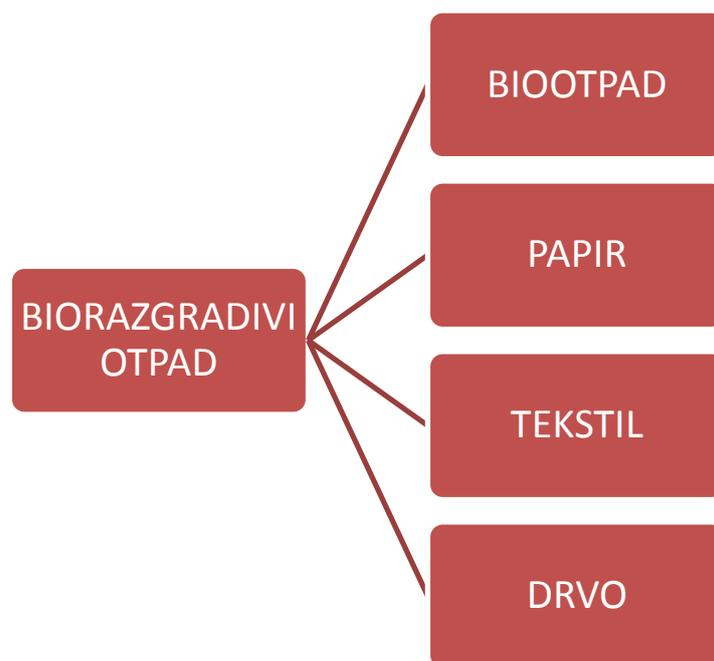 BIOOTPAD
PAPIR
BIORAZGRADIVI
OTPAD
TEKSTIL
DRVO